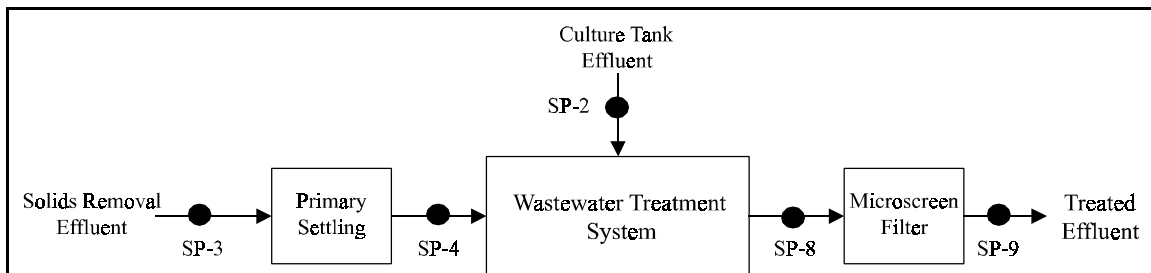 Culture Tank
Effluent
SP-2
Solids Removal
Effluent
SP-3
Primary
Settling
SP-4
Wastewater Treatment
System
SP-8
Microscreen
Filter
SP-9
Treated
Effluent